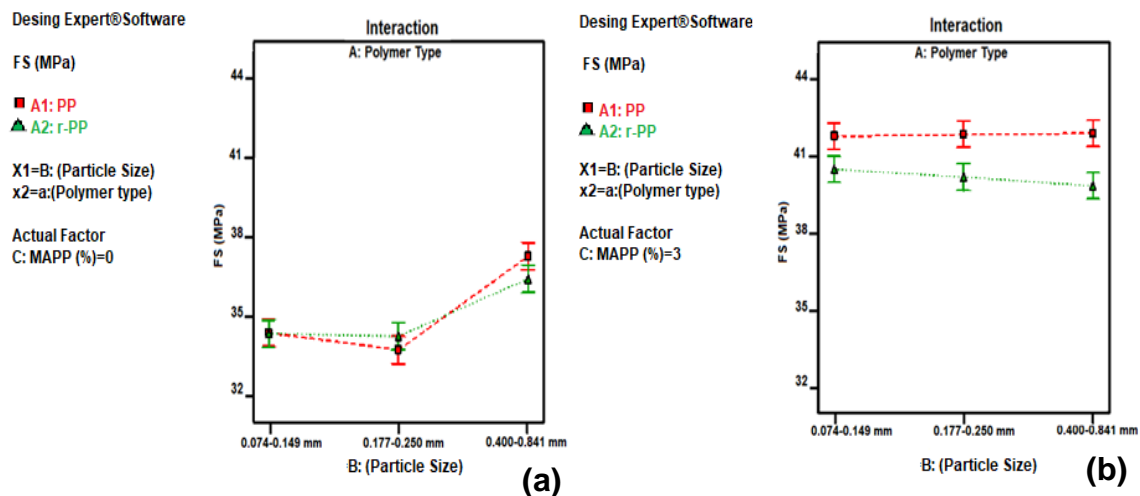 Desing Expert®Software
FS (MPa)
A1: PP
A2: r-PP
X1=B: (Particle Size)
x2=a:(Polymer type)
Actual Factor
C: MAPP (%)=0
Interaction
A: Polymer Type
FS (MPa)
44
41
38
35
32
0.074-0.149 mm
0.177-0.250 mm
0.400-0.841 mm
B: (Particle Size)
(a)
Desing Expert®Software
FS (MPa)
A1: PP
A2: r-PP
X1=B: (Particle Size)
x2=a:(Polymer type)
Actual Factor
C: MAPP (%)=3
Interaction
A: Polymer Type
FS (MPa)
44
41
38
35
32
0.074-0.149 mm
0.177-0.250 mm
0.400-0.841 mm
B: (Particle Size)
(b)